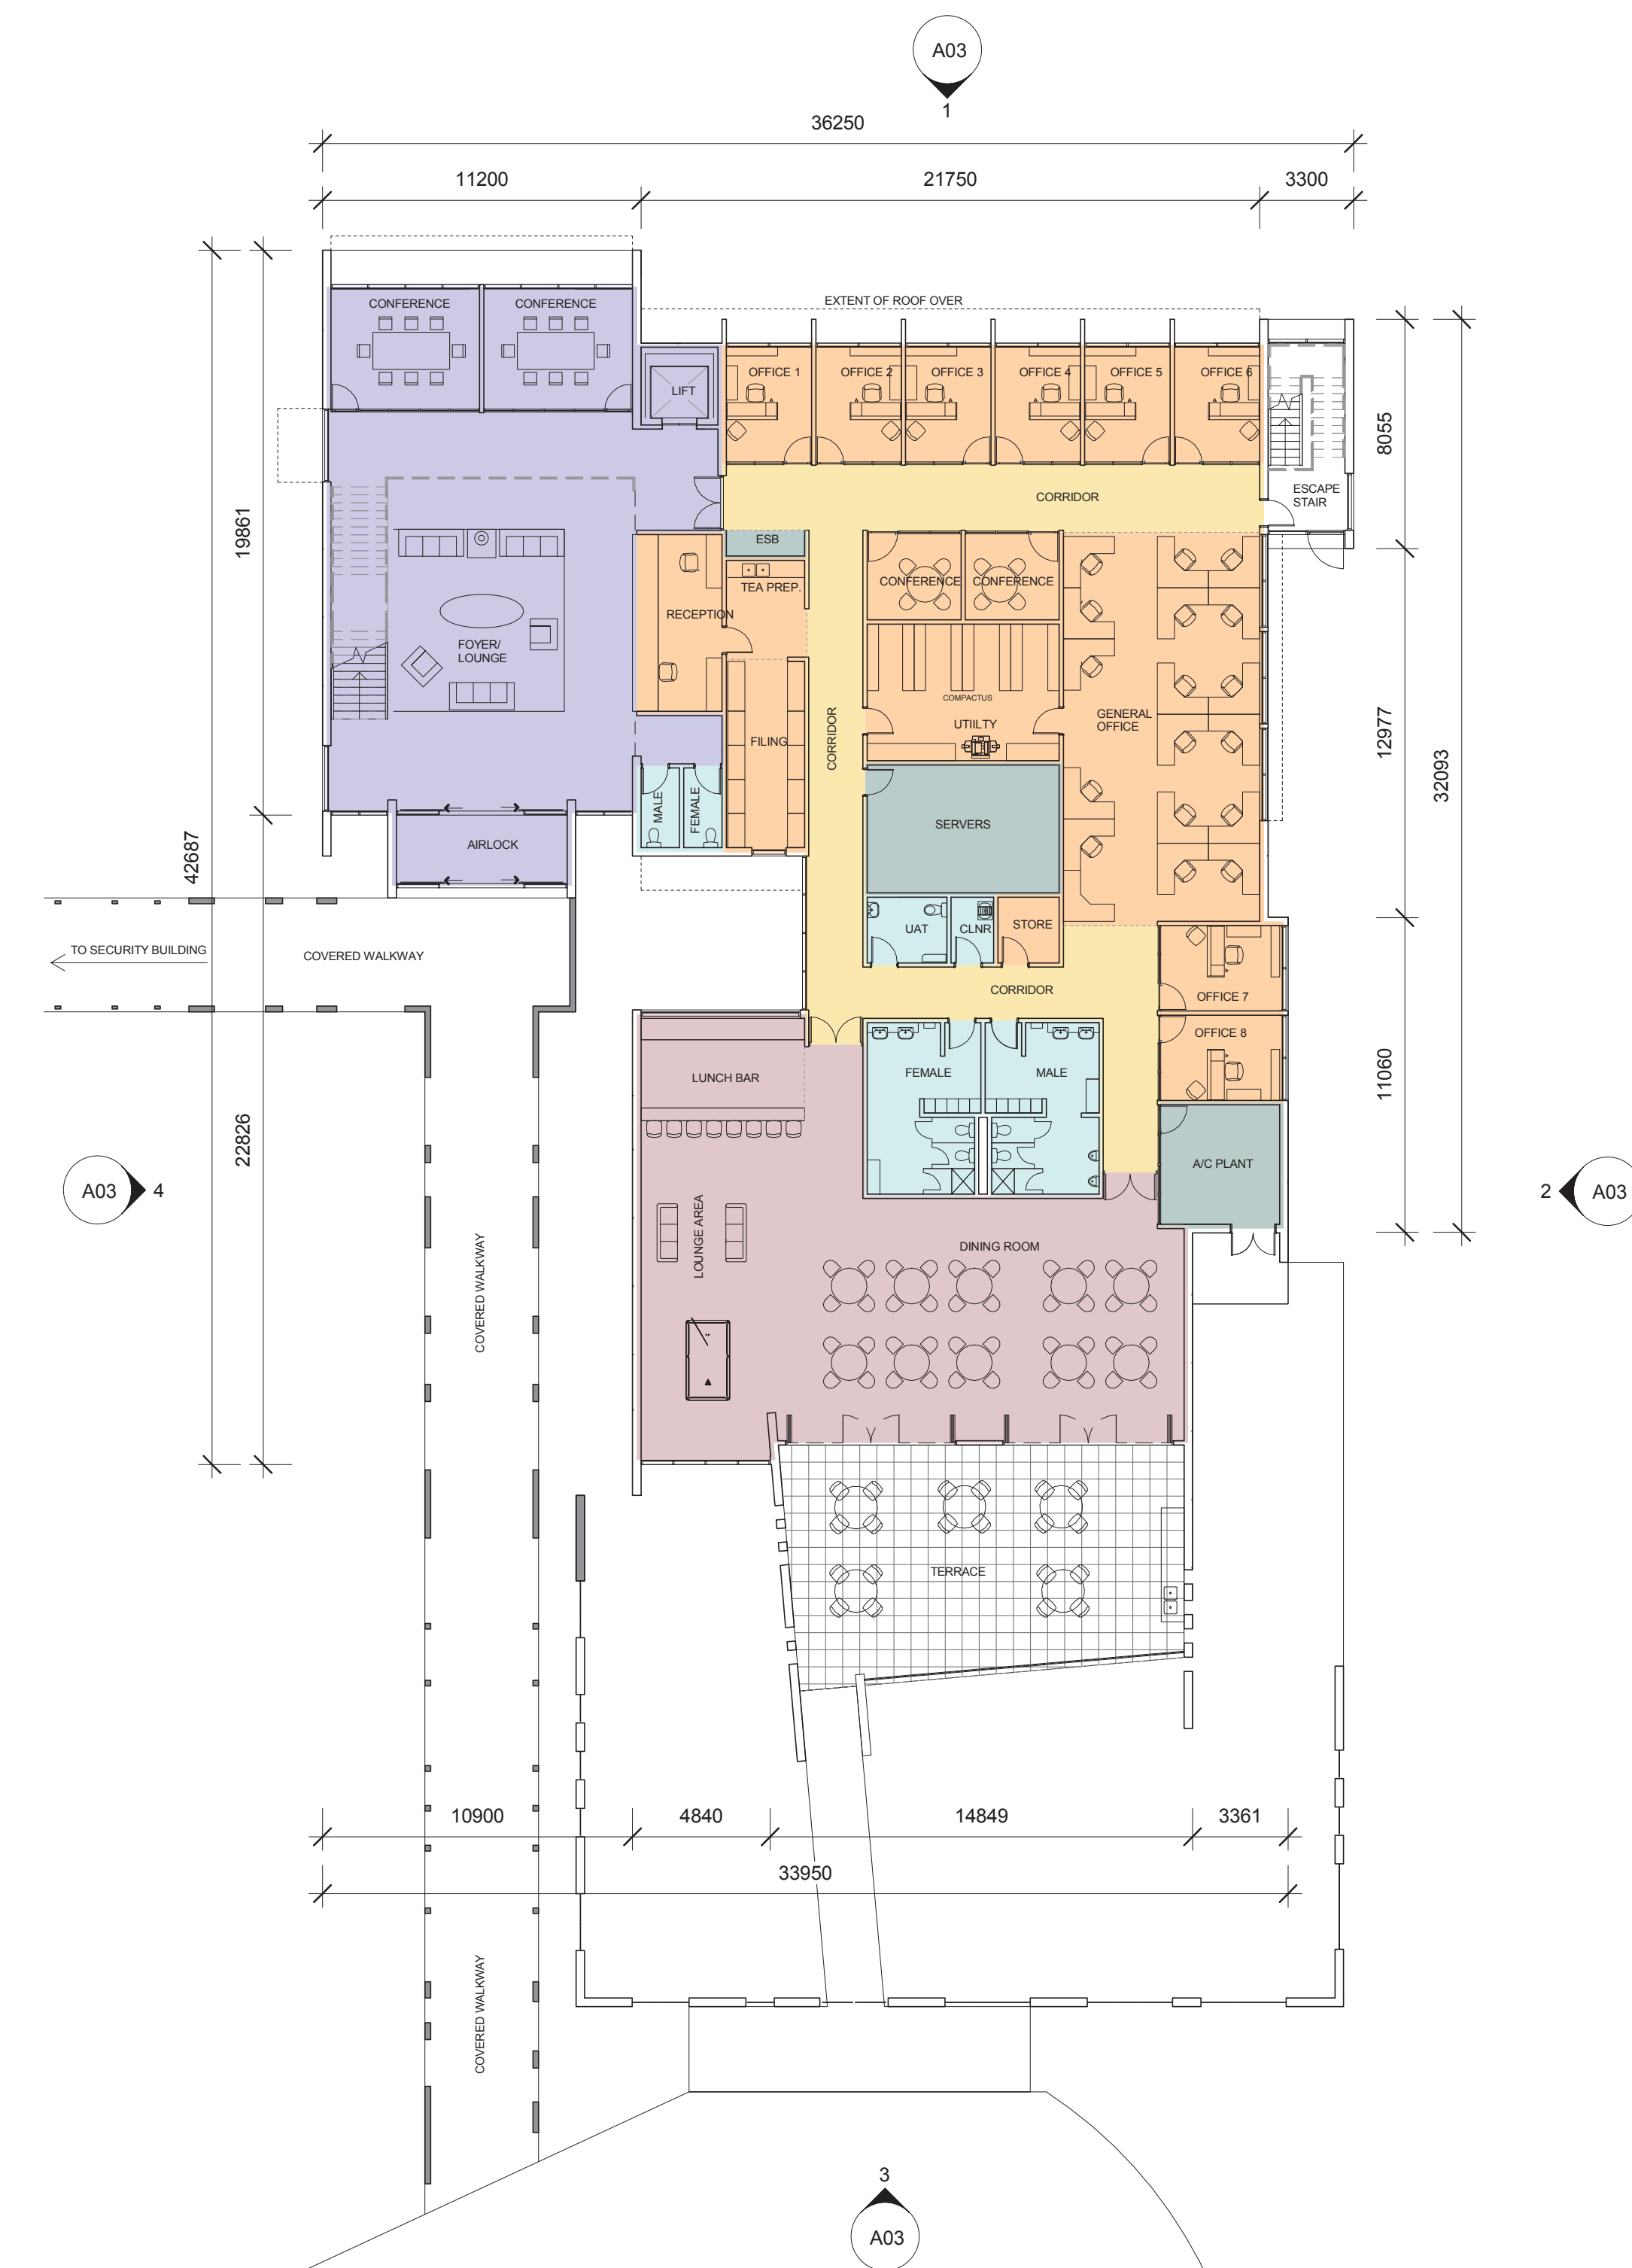 A03
1
36250
11200
21750
3300
EXTENT OF ROOF OVER
CONFERENCE
CONFERENCE
LIFT
OFFICE 1
OFFICE 2
OFFICE 3
OFFICE 4
OFFICE 5
OFFICE 6
8055
CORRIDOR
ESCAPE
STAIR
19861
ESB
TEA PREP.
CONFERENCE
CONFERENCE
RECEPTION
FOYER/
LOUNGE
COMPACTUS
UTIILTY
GENERAL
OFFICE
CORRIDOR
FILING
12977
32093
MALE
FEMALE
SERVERS
AIRLOCK
42687
UAT
CLNR
STORE
TO SECURITY BUILDING
COVERED WALKWAY
CORRIDOR
OFFICE 7
OFFICE 8
LUNCH BAR
FEMALE
MALE
11060
22826
A/C PLANT
A03
4
2
A03
LOUNGE AREA
DINING ROOM
COVERED WALKWAY
TERRACE
10900
4840
14849
3361
33950
COVERED WALKWAY
3
A03